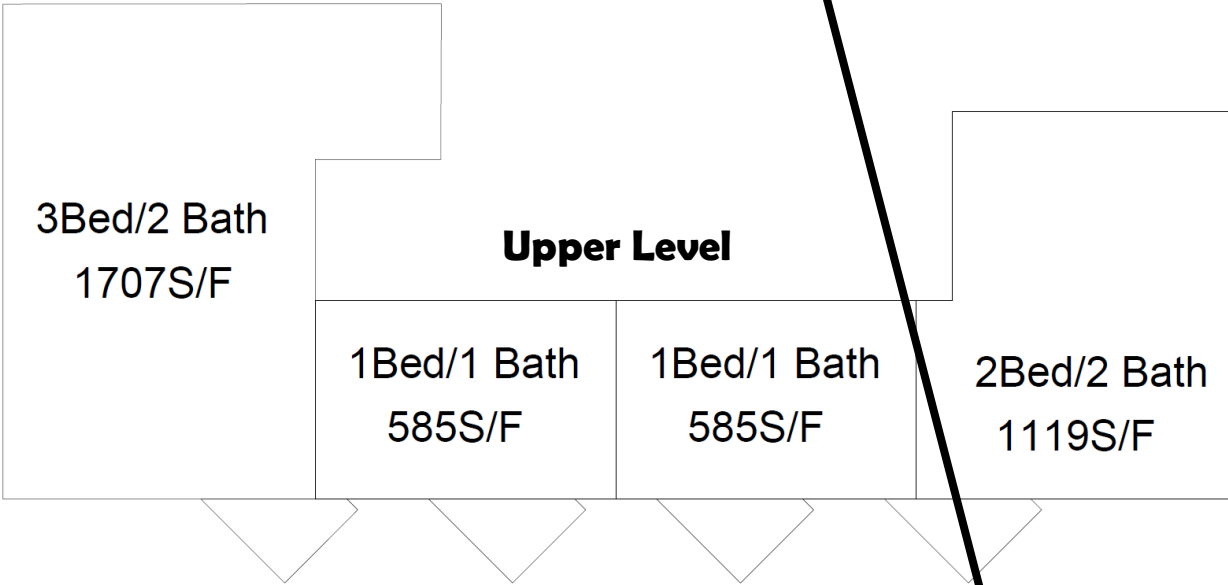 Upper Level
3Bed/2 Bath
1707S/F
1Bed/1 Bath
585S/F
1Bed/1 Bath
585S/F
2Bed/2 Bath
1119S/F